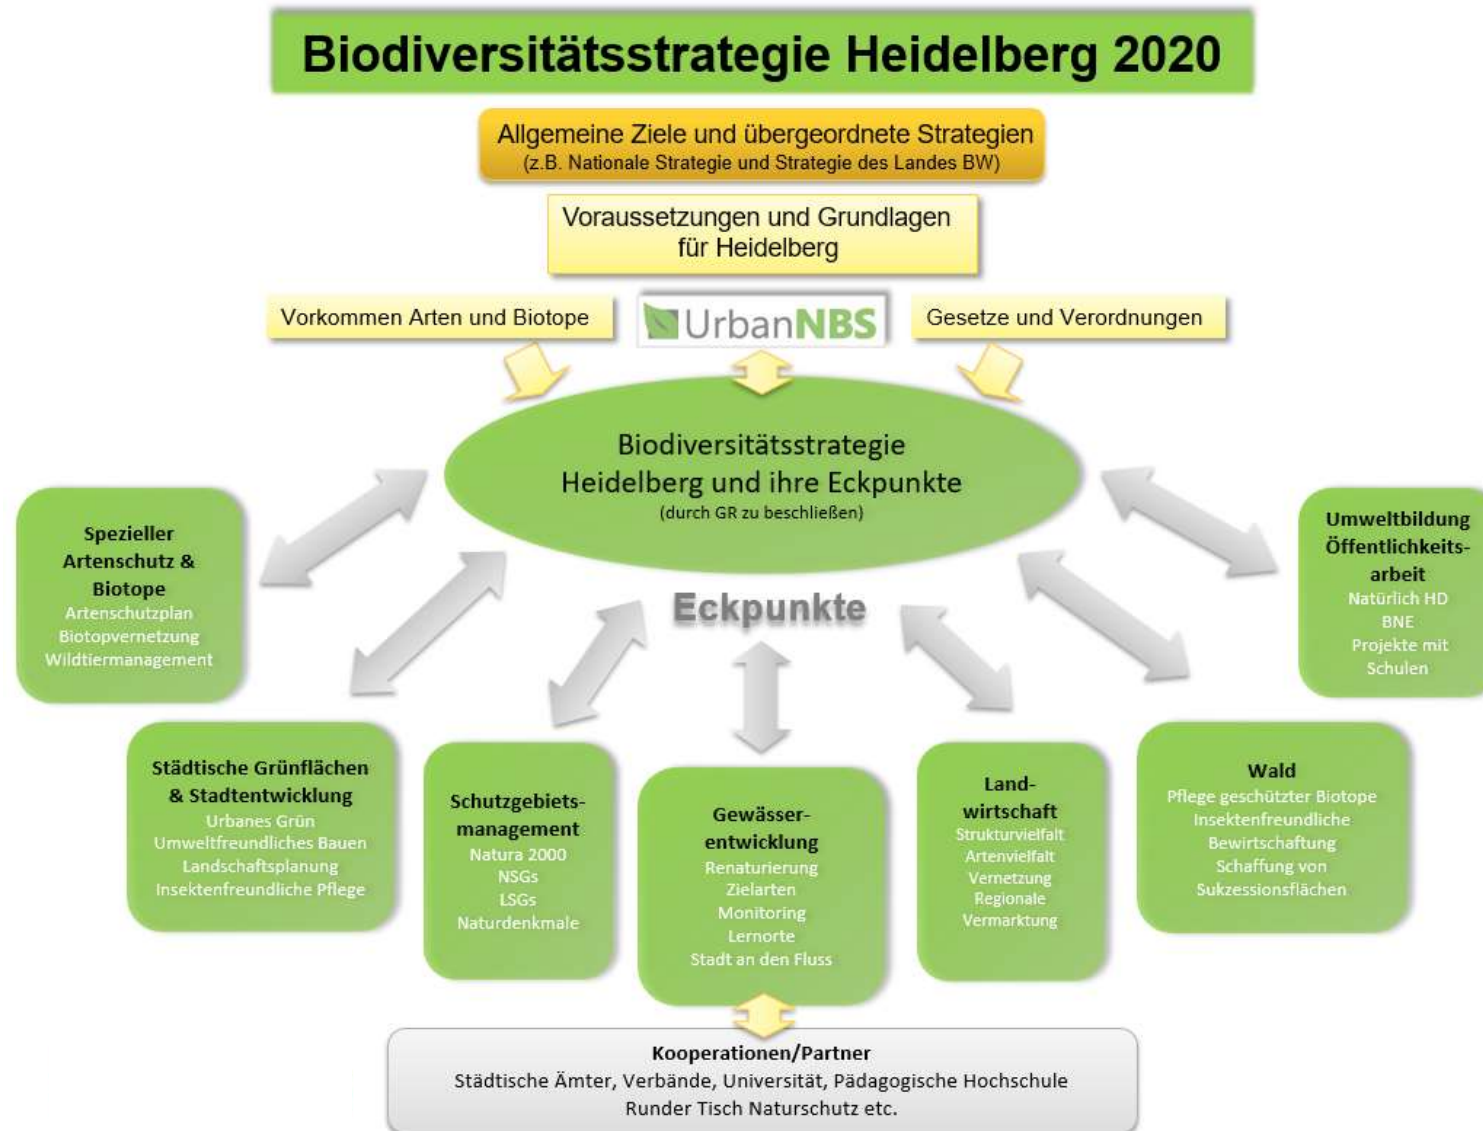 Biodiversitätsstrategie Heidelberg 2020
Allgemeine Ziele und übergeordnete Strategien
(z.B. Nationale Strategie und Strategie des Landes BW)
Voraussetzungen und Grundlagen
für Heidelberg
Vorkommen Arten und Biotope
UrbanNBS
Gesetze und Verordnungen
Biodiversitätsstrategie
Heidelberg und ihre Eckpunkte
(durch GR zu beschließen)
Eckpunkte
Spezieller
Artenschutz &
Biotope
Artenschutzplan
Biotopvernetzung
Wildtiermanagement
Städtische Grünflächen
& Stadtentwicklung
Urbanes Grün
Umweltfreundliches Bauen
Landschaftsplanung
Insektenfreundliche Pflege
Schutzgebiets-
management
Natura 2000
NSGs
LSGs
Naturdenkmale
Gewässer-
entwicklung
Renaturierung
Zielarten
Monitoring
Lernorte
Stadt an den Fluss
Land-
wirtschaft
Strukturvielfalt
Artenvielfalt
Vernetzung
Regionale
Vermarktung
Wald
Pflege geschützter Biotope
Insektenfreundliche
Bewirtschaftung
Schaffung von
Sukzessionsflächen
Umweltbildung
Öffentlichkeits-
arbeit
Natürlich HD
BNE
Projekte mit
Schulen
Kooperationen/Partner
Städtische Ämter, Verbände, Universität, Pädagogische Hochschule
Runder Tisch Naturschutz etc.